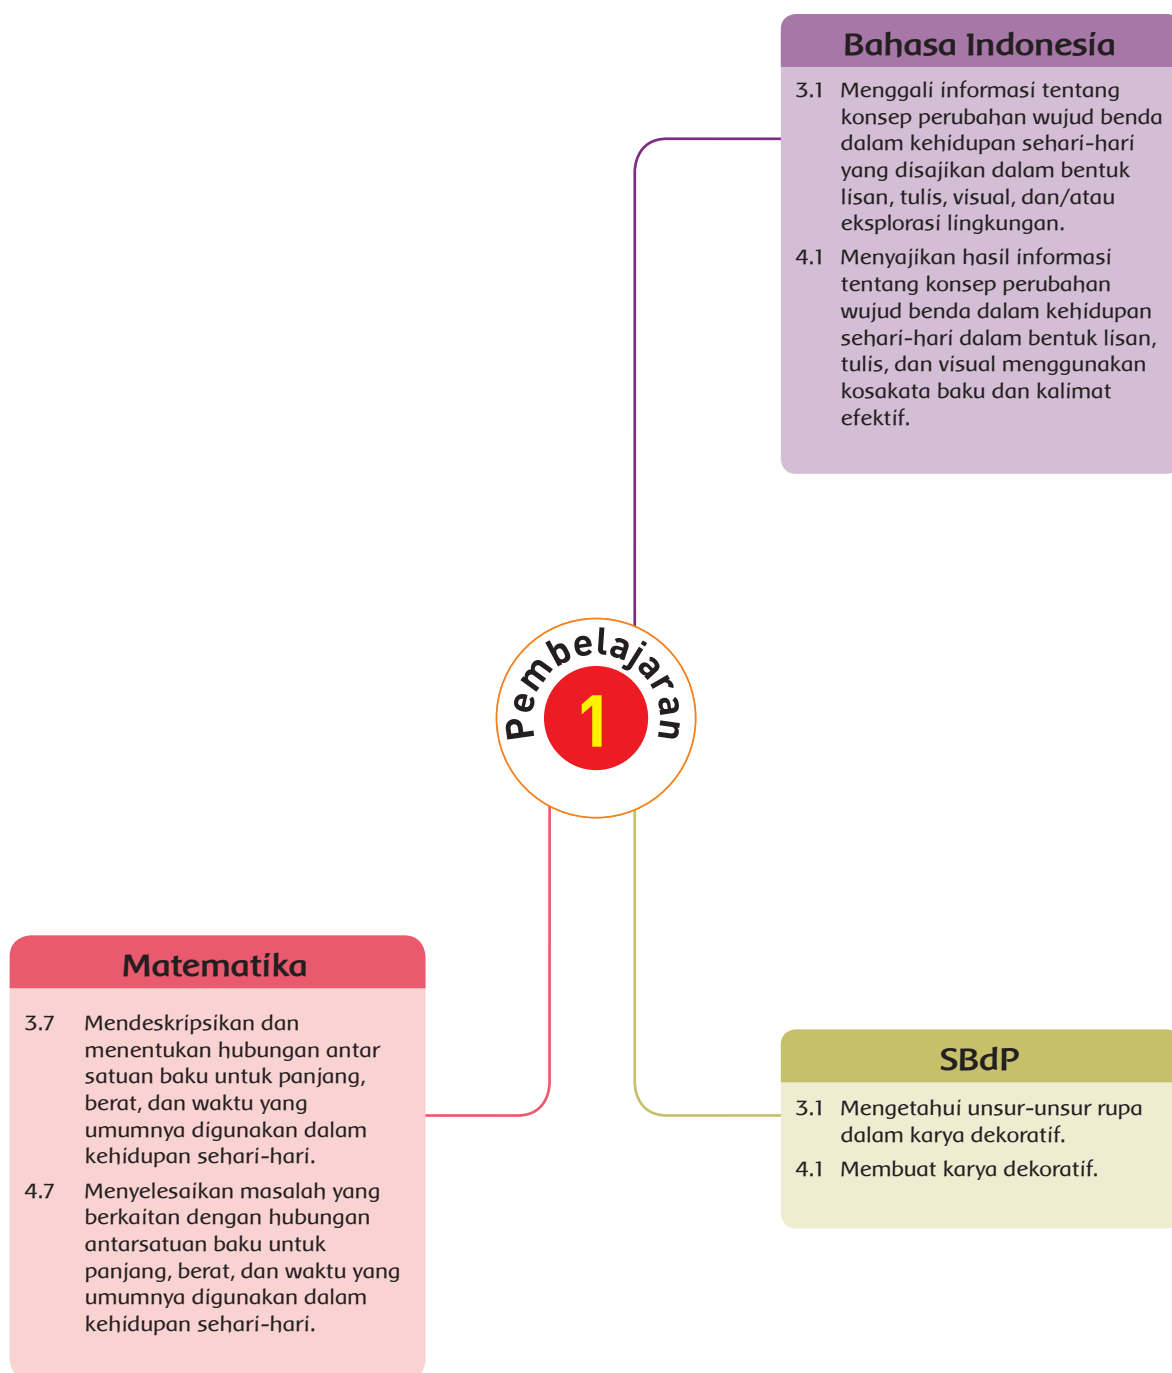 Bahasa Indonesia
3.1 Menggali informasi tentang
konsep perubahan wujud benda
dalam kehidupan sehari-hari
yang disajikan dalam bentuk
lisan, tulis, visual, dan/atau
eksplorasi lingkungan.
4.1 Menyajikan hasil informasi
tentang konsep perubahan
wujud benda dalam kehidupan
sehari-hari dalam bentuk lisan,
tulis, dan visual menggunakan
kosakata baku dan kalimat
efektif.
Pembelajaran
1
Matematika
3.7 Mendeskripsikan dan
menentukan hubungan antar
satuan baku untuk panjang,
berat, dan waktu yang
umumnya digunakan dalam
kehidupan sehari-hari.
4.7 Menyelesaikan masalah yang
berkaitan dengan hubungan
antarsatuan baku untuk
panjang, berat, dan waktu yang
umumnya digunakan dalam
kehidupan sehari-hari.
SBdP
3.1 Mengetahui unsur-unsur rupa
dalam karya dekoratif.
4.1 Membuat karya dekoratif.